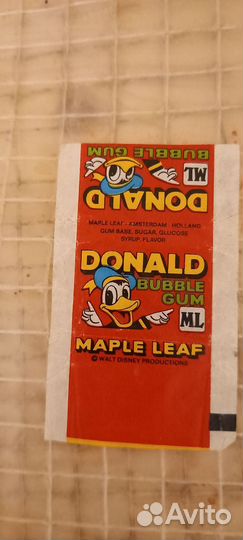 BUBBLE GUM
ML
DONALD
MAPLE LEAF - AMSTERDAM - HOLLAND
GUM BASE, SUGAR, GLUCOSE
SYRUP, FLAVOR
DONALD
BUBBLE
GUM
ML
MAPLE LEAF
© WALT DISNEY PRODUCTIONS
Avito